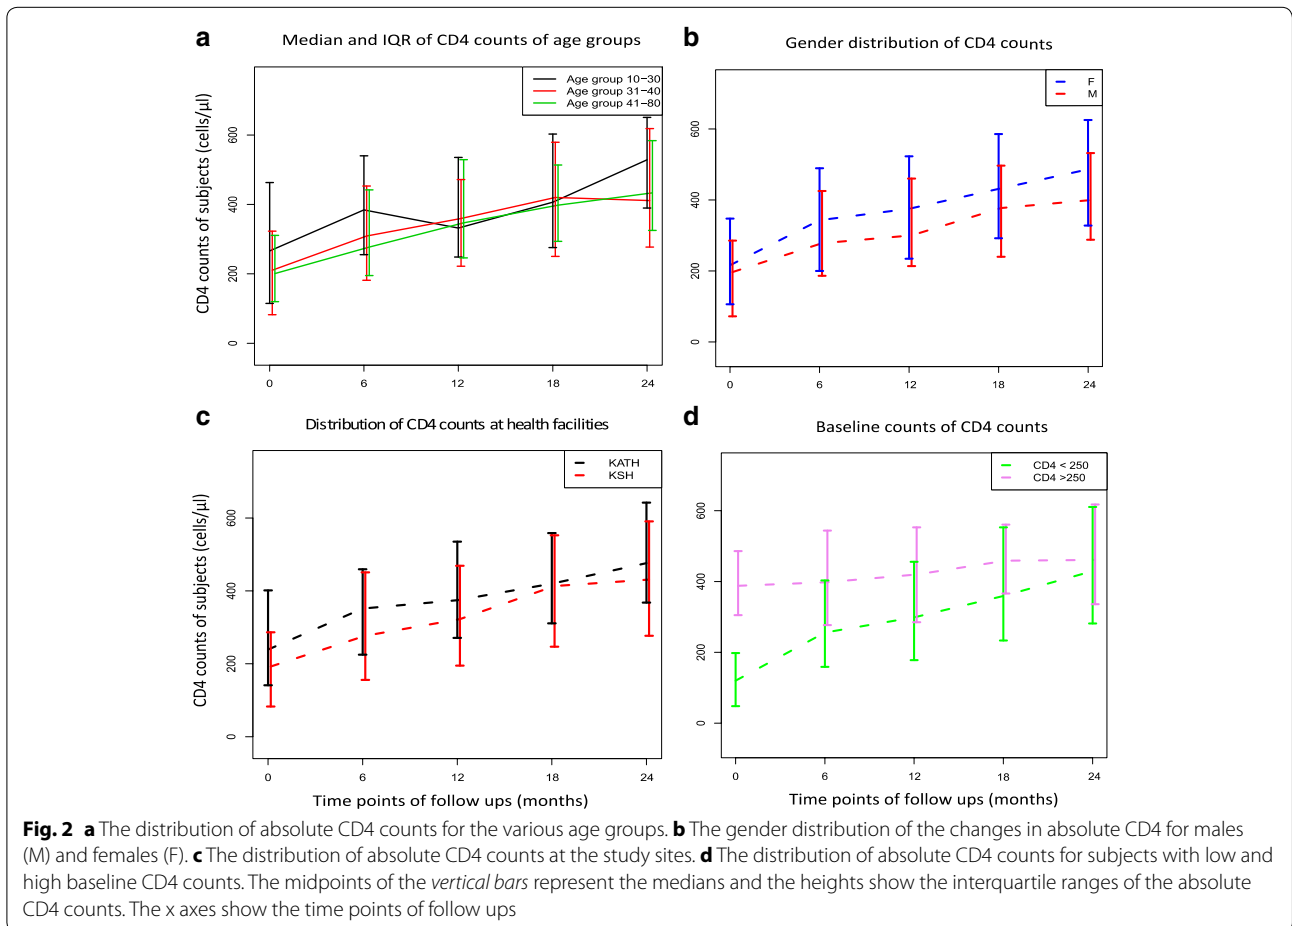 a
Median and IQR of CD4 counts of age groups
CD4 counts of subjects (cells/µl)
Age group 10–30
Age group 31–40
Age group 41–80
600
400
200
0
0 6 12 18 24
b
Gender distribution of CD4 counts
F
M
600
400
200
0
0 6 12 18 24
c
Distribution of CD4 counts at health facilities
CD4 counts of subjects (cells/µl)
KATH
KSH
600
400
200
0
0 6 12 18 24
Time points of follow ups (months)
d
Baseline counts of CD4 counts
CD4 < 250
CD4 >250
600
400
200
0
0 6 12 18 24
Time points of follow ups (months)
Fig. 2 a The distribution of absolute CD4 counts for the various age groups. b The gender distribution of the changes in absolute CD4 for males
(M) and females (F). c The distribution of absolute CD4 counts at the study sites. d The distribution of absolute CD4 counts for subjects with low and
high baseline CD4 counts. The midpoints of the vertical bars represent the medians and the heights show the interquartile ranges of the absolute
CD4 counts. The x axes show the time points of follow ups